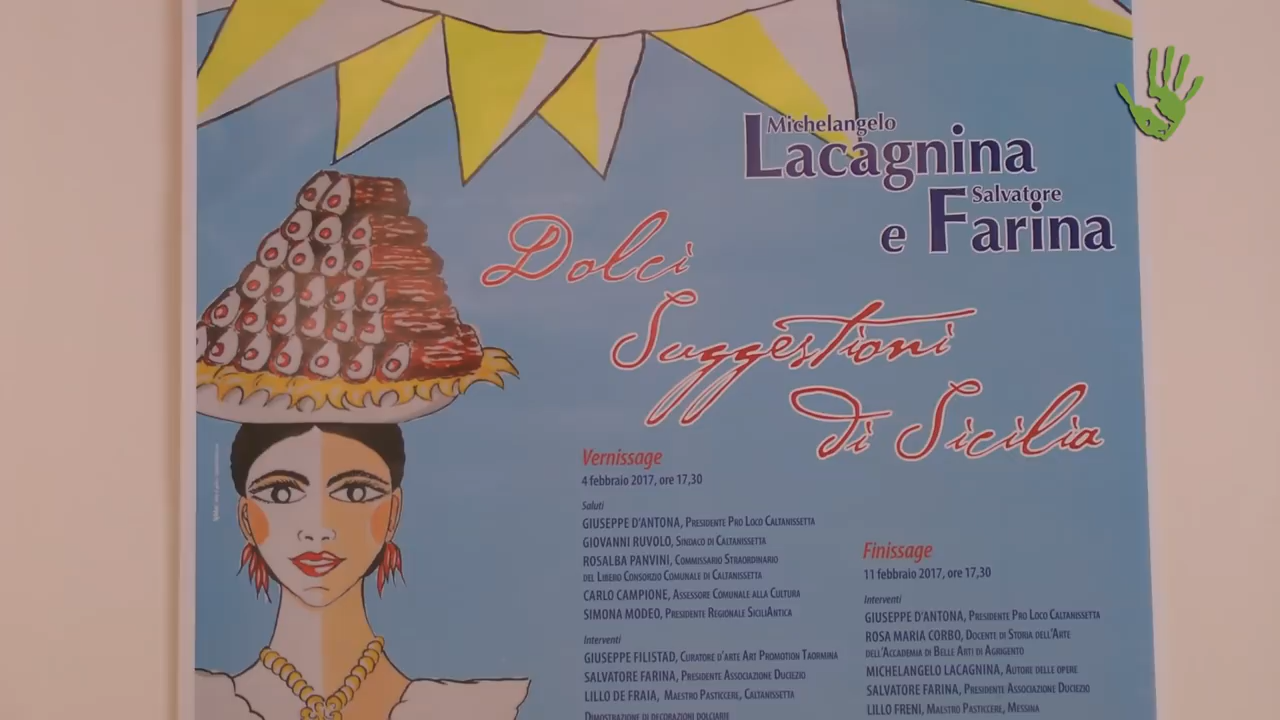 Michelangelo
Lacagnina
Salvatore
e Farina
Dolci
Suggestioni
di Sicilia
Vernissage
4 febbraio 2017, ore 17,30
Saluti
GIUSEPPE D'ANTONA, PRESIDENTE PRO LOCO CALTANISSETTA
GIOVANNI RUVOLO, SINDACO DI CALTANISSETTA
ROSALBA PANVINI, COMMISSARIO STRAORDINARIO
DEL LIBERO CONSORZIO COMUNALE DI CALTANISSETTA
CARLO CAMPIONE, ASSESSORE COMUNALE ALLA CULTURA
SIMONA MODEO, PRESIDENTE REGIONALE SICILIANTICA
Interventi
GIUSEPPE FILISTAD, CURATORE D'ARTE ART PROMOTION TAORMINA
SALVATORE FARINA, PRESIDENTE ASSOCIAZIONE DUCIEZIO
LILLO DE FRAIA, MAESTRO PASTICCERE, CALTANISSETTA
DIMOSTRAZIONE DI DECORAZIONI DOLCIARIE
Finissage
11 febbraio 2017, ore 17,30
Interventi
GIUSEPPE D'ANTONA, PRESIDENTE PRO LOCO CALTANISSETTA
ROSA MARIA CORBO, DOCENTE DI STORIA DELL'ARTE
DELL'ACCADEMIA DI BELLE ARTI DI AGRIGENTO
MICHELANGELO LACAGNINA, AUTORE DELLE OPERE
SALVATORE FARINA, PRESIDENTE ASSOCIAZIONE DUCIEZIO
LILLO FRENI, MAESTRO PASTICCERE, MESSINA